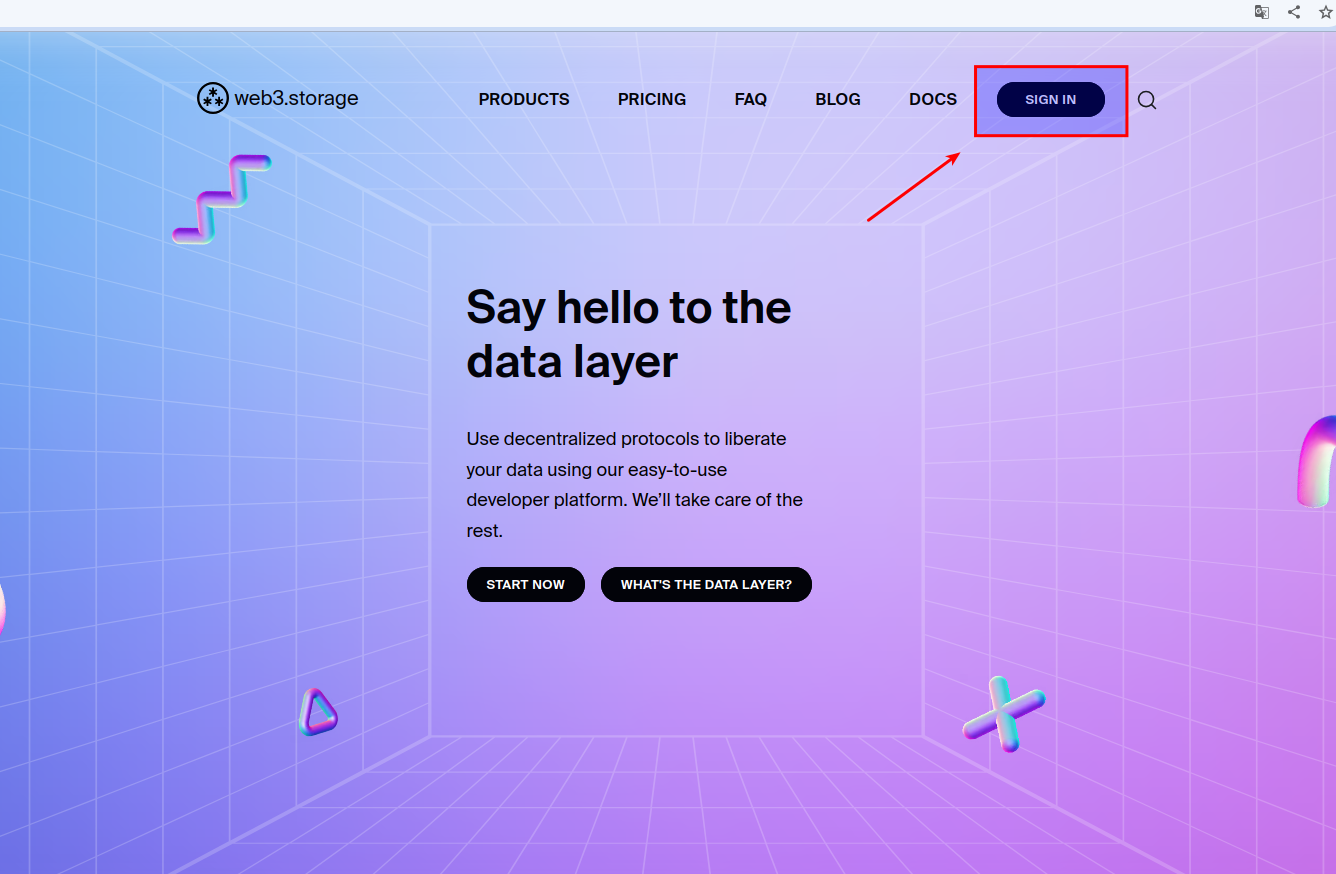 web3.storage PRODUCTS PRICING FAQ BLOG DOCS SIGN IN
Say hello to the
data layer
Use decentralized protocols to liberate
your data using our easy-to-use
developer platform. We’ll take care of the
rest.
START NOW WHAT'S THE DATA LAYER?